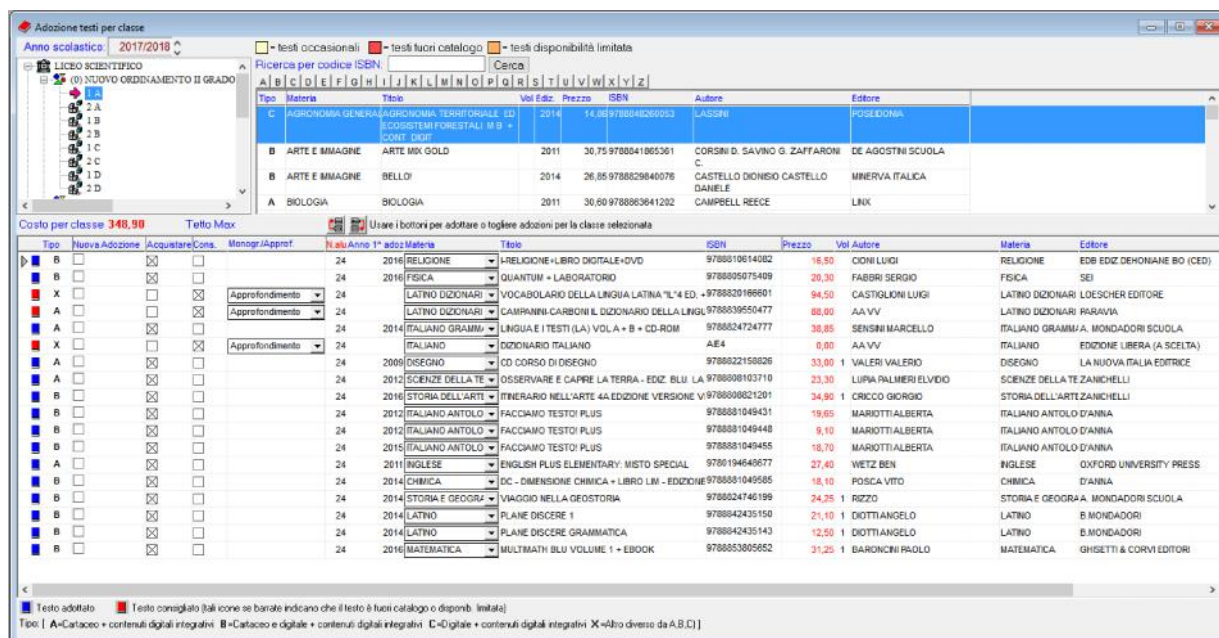 Adozione testi per classe
Anno scolastico: 2017/2018
= testi occasionali = testi fuori catalogo = testi disponibilità limitata
LICEO SCIENTIFICO
(0) NUOVO ORDINAMENTO II GRADO
1 A
2 A
1 B
2 B
1 C
2 C
1 D
2 D
Ricerca per codice ISBN: Cerca
A B C D E F G H I J K L M N O P Q R S T U V W X Y Z
Tipo Materia Titolo Vol Ediz. Prezzo ISBN Autore Editore
C AGRONOMIA GENERAL AGRONOMIA TERRITORIALE ED ECOSISTEMI FORESTALI M B + CONT DIGIT 2014 LASSINI POSEIDONIA
B ARTE E IMMAGINE ARTE MIX GOLD 2011 30,75 9788841865361 CORSINI D. SAVINO G. ZAFFARONI C. DE AGOSTINI SCUOLA
B ARTE E IMMAGINE BELLO! 2011 26,85 9788829840076 CASTELLO DIONISIO CASTELLO DANIELE MINERVA ITALICA
A BIOLOGIA BIOLOGIA 2011 30,60 9788863641202 CAMPBELL REECE LINX
Costo per classe 348,90 Tetto Max Usare i bottoni per adottare o togliere adozioni per la classe selezionata
Tipo Nuova Adozione Acquistare Cons. Monogr./Approf. N.alu Anno 1° adoz Materia Titolo ISBN Prezzo Vol Autore Materia Editore
B 24 2016 RELIGIONE I-RELIGIONE+LIBRO DIGITALE+DVD 9788810614082 16,50 CIONI LUIGI RELIGIONE EDB EDIZ.DEHONIANE BO (CED)
B 24 2016 FISICA QUANTUM + LABORATORIO 9788805075409 20,30 FABBRI SERGIO FISICA SEI
X Approfondimento 24 LATINO DIZIONARI VOCABOLARIO DELLA LINGUA LATINA "IL"4 ED. + 9788820166601 94,50 CASTIGLIONI LUIGI LATINO DIZIONARI LOESCHER EDITORE
A Approfondimento 24 LATINO DIZIONARI CAMPANINI-CARBONI IL DIZIONARIO DELLA LINGU 9788839550477 88,00 AA VV LATINO DIZIONARI PARAVIA
A 24 2014 ITALIANO GRAMMA LINGUA E I TESTI (LA) VOL A + B + CD-ROM 9788824724777 38,85 SENSINI MARCELLO ITALIANO GRAMMA A. MONDADORI SCUOLA
X Approfondimento 24 ITALIANO DIZIONARIO ITALIANO AIE4 0,00 AA VV ITALIANO EDIZIONE LIBERA (A SCELTA)
A 24 2009 DISEGNO CD CORSO DI DISEGNO 9788822158826 33,00 1 VALERI VALERIO DISEGNO LA NUOVA ITALIA EDITRICE
A 24 2012 SCIENZE DELLA TE OSSERVARE E CAPIRE LA TERRA - EDIZ. BLU. LA 9788808103710 23,30 LUPIA PALMIERI ELVIDIO SCIENZE DELLA TE ZANICHELLI
B 24 2016 STORIA DELL'ARTE ITINERARIO NELL'ARTE 4A EDIZIONE VERSIONE V 9788808821201 34,90 1 CRICCO GIORGIO STORIA DELL'ARTE ZANICHELLI
B 24 2012 ITALIANO ANTOLO FACCIAMO TESTO! PLUS 9788881049431 19,65 MARIOTTI ALBERTA ITALIANO ANTOLO D'ANNA
B 24 2012 ITALIANO ANTOLO FACCIAMO TESTO! PLUS 9788881049448 9,10 MARIOTTI ALBERTA ITALIANO ANTOLO D'ANNA
B 24 2015 ITALIANO ANTOLO FACCIAMO TESTO! PLUS 9788881049455 18,70 MARIOTTI ALBERTA ITALIANO ANTOLO D'ANNA
A 24 2011 INGLESE ENGLISH PLUS ELEMENTARY: MISTO SPECIAL 9780194648677 27,40 WETZ BEN INGLESE OXFORD UNIVERSITY PRESS
B 24 2014 CHIMICA DC - DIMENSIONE CHIMICA + LIBRO LIM - EDIZIONE 9788881049585 18,10 POSCA VITO CHIMICA D'ANNA
B 24 2014 STORIA E GEOGRA VIAGGIO NELLA GEOSTORIA 9788824746199 24,25 1 RIZZO STORIA E GEOGRA A. MONDADORI SCUOLA
B 24 2014 LATINO PLANE DISCERE 1 9788842435150 21,10 1 DIOTTI ANGELO LATINO B.MONDADORI
B 24 2014 LATINO PLANE DISCERE GRAMMATICA 9788842435143 12,50 1 DIOTTI ANGELO LATINO B.MONDADORI
B 24 2016 MATEMATICA MULTIMATH BLU VOLUME 1 + EBOOK 9788853805652 31,25 1 BARONCINI PAOLO MATEMATICA GHISETTI & CORVI EDITORI
Testo adottato Testo consigliato (tali icone se barrate indicano che il testo è fuori catalogo o disponib. limitata)
Tipo: [ A=Cartaceo + contenuti digitali integrativi B=Cartaceo e digitale + contenuti digitali integrativi C=Digitale + contenuti digitali integrativi X=Altro diverso da A,B,C) ]